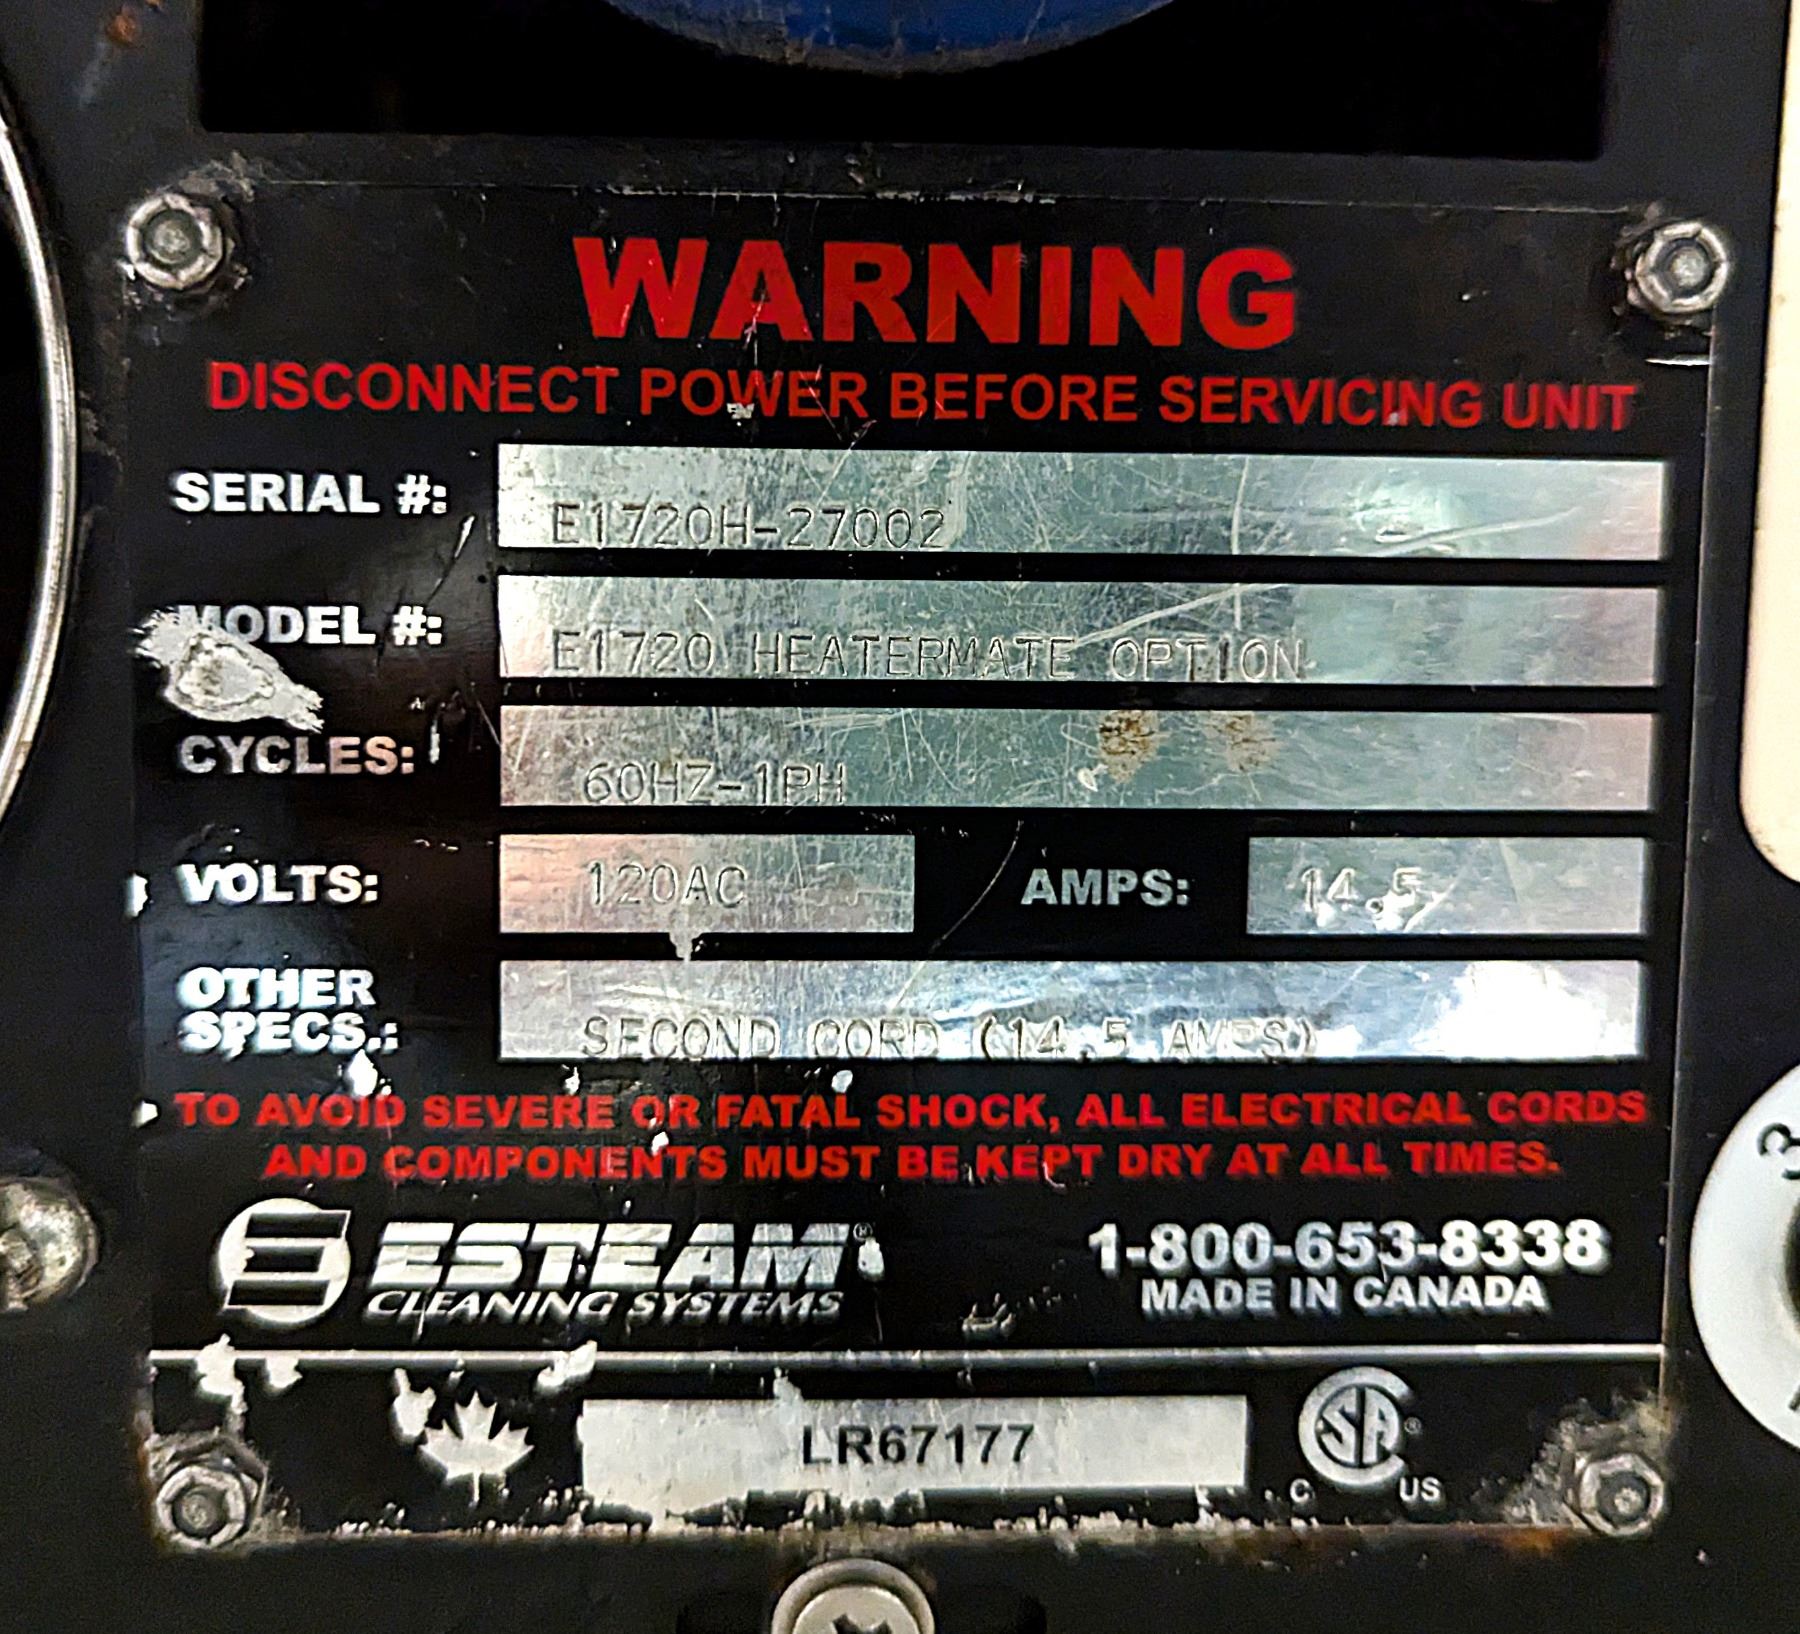 WARNING
DISCONNECT POWER BEFORE SERVICING UNIT
SERIAL #: E1720H-27002
MODEL #: E1720 HEATERMATE OPTION
CYCLES: 60HZ-1PH
VOLTS: 120AC AMPS: 14.5
OTHER
SPECS.: SECOND CORD (14.5 AMPS)
TO AVOID SEVERE OR FATAL SHOCK, ALL ELECTRICAL CORDS
AND COMPONENTS MUST BE KEPT DRY AT ALL TIMES.
ESTEAM®
CLEANING SYSTEMS
1-800-653-8338
MADE IN CANADA
LR67177
C SA® US
3